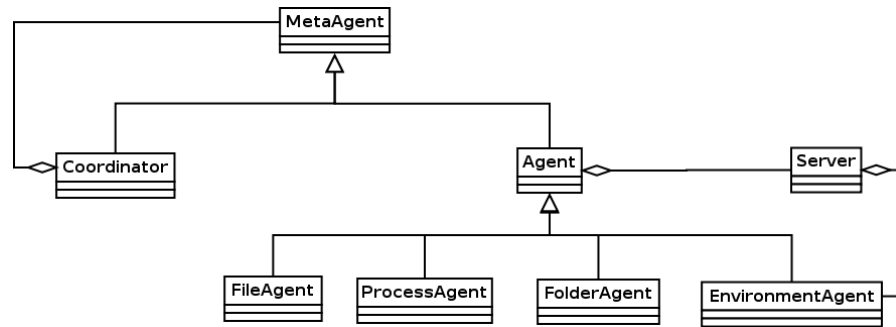 MetaAgent
Coordinator
Agent
Server
FileAgent
ProcessAgent
FolderAgent
EnvironmentAgent